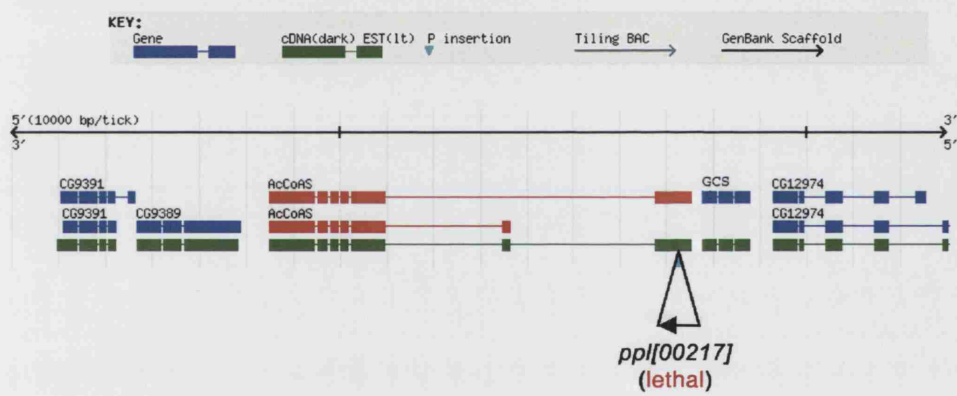 KEY:
Gene cDNA(dark) EST(lt) P insertion Tiling BAC GenBank Scaffold
5'(10000 bp/tick) 3'
3' 5'
CG9391 AcCoAS GCS CG12974
CG9391 CG9389 AcCoAS CG12974
ppl[00217]
(lethal)